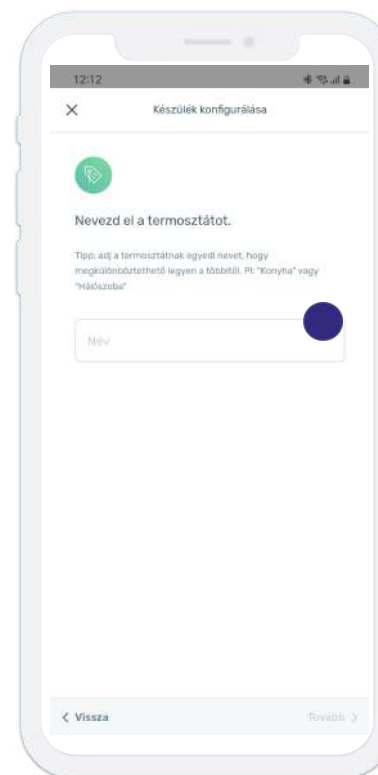 12:12
Készülék konfigurálása
Nevezd el a termosztátot.
Tipp: adj a termosztátnak egyedi nevet, hogy
megkülönböztethető legyen a többitől. Pl: "Konyha" vagy
"Hálószoba"
Név
Vissza
Tovább